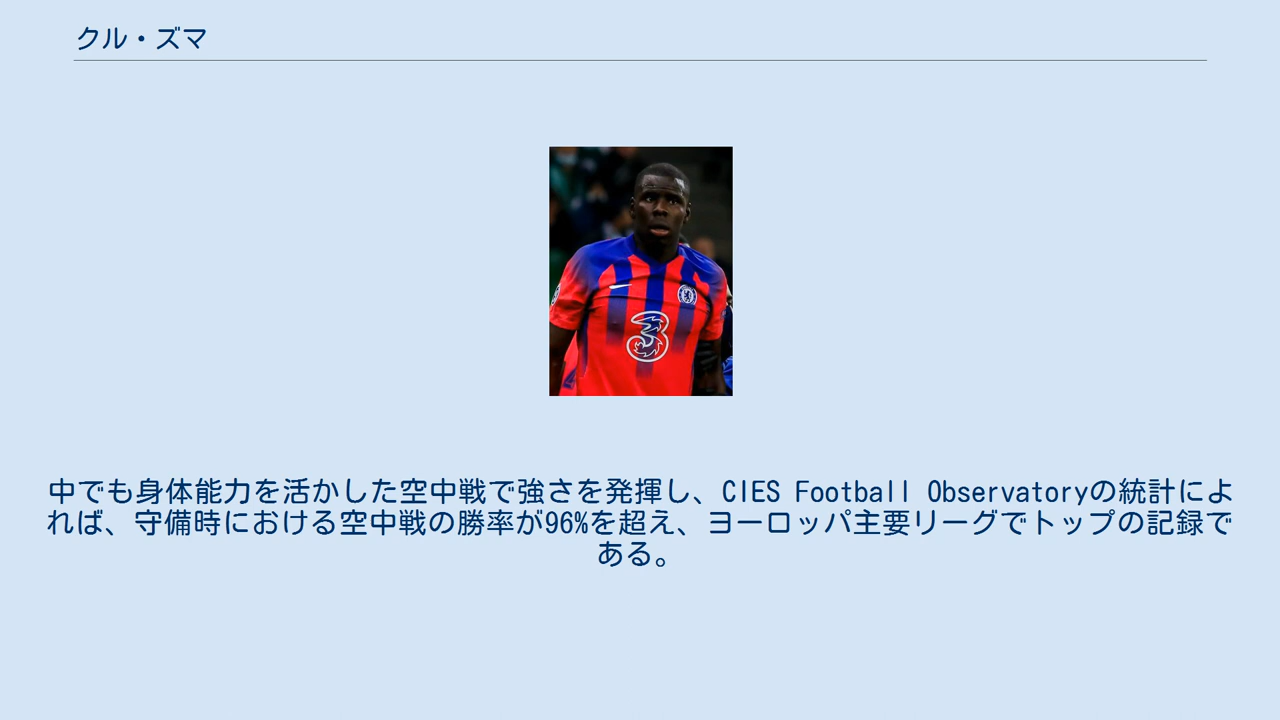 クル・ズマ
3
中でも身体能力を活かした空中戦で強さを発揮し、CIES Football Observatoryの統計によ
れば、守備時における空中戦の勝率が96%を超え、ヨーロッパ主要リーグでトップの記録で
ある。